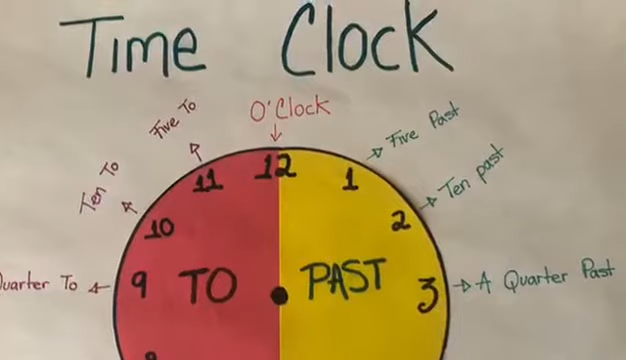 Time Clock
O'Clock
Five To
Five Past
Ten To
Ten past
12
11
1
10
2
Quarter To
9
TO
PAST
3
A Quarter Past